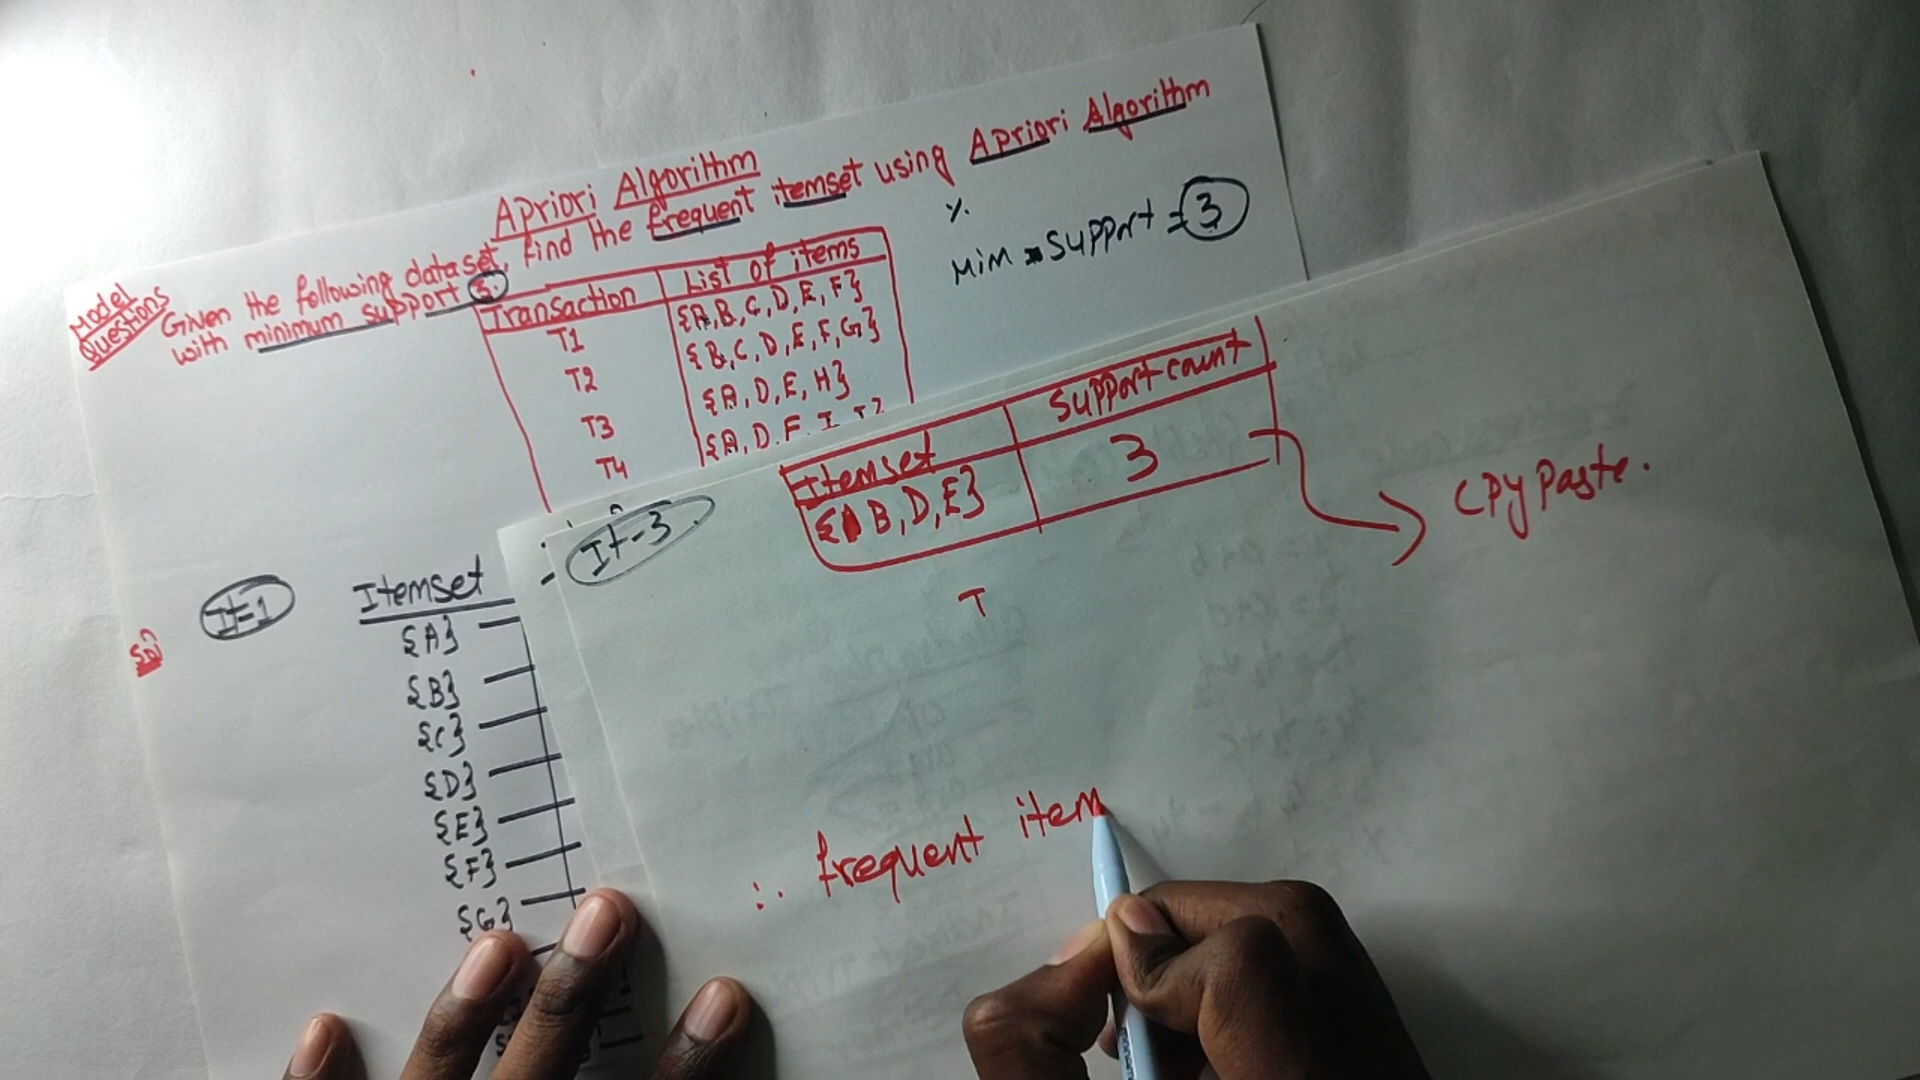 Apriori Algorithm
Model Questions
Given the following dataset, find the frequent itemset using Apriori Algorithm
with minimum support 3.
Min support = 3
Transaction List of items
T1 {A, B, C, D, E, F}
T2 {B, C, D, E, F, G}
T3 {A, D, E, H}
T4 {A, D, F, I,
It-1
Itemset
{A}
{B}
{C}
{D}
{E}
{F}
{G}
It-3
Itemset Support count
{B, D, E} 3
CPY Paste.
T
∴ frequent item